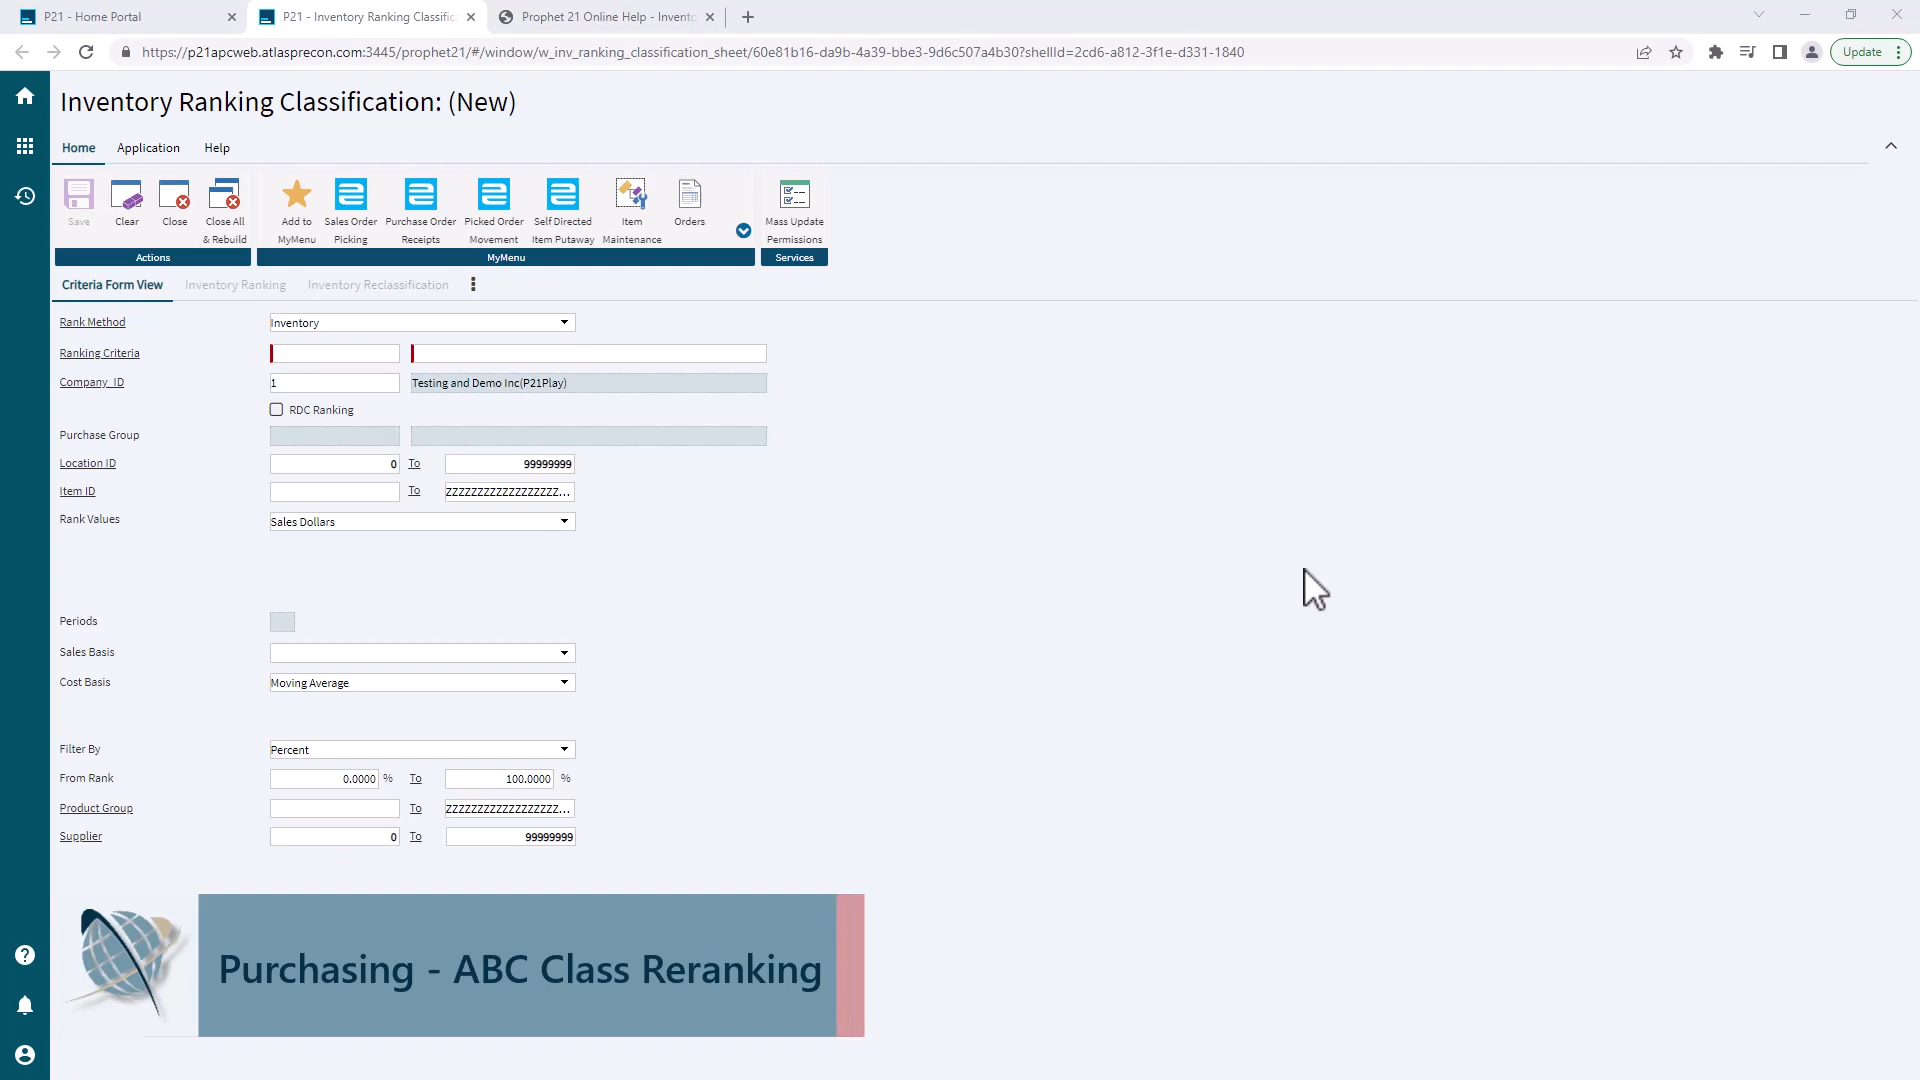 P21 - Home Portal
P21 - Inventory Ranking Classific
Prophet 21 Online Help - Invento
https://p21apcweb.atlasprecon.com:3445/prophet21/#/window/w_inv_ranking_classification_sheet/60e81b16-da9b-4a39-bbe3-9d6c507a4b30?shellId=2cd6-a812-3f1e-d331-1840
Update
Inventory Ranking Classification: (New)
Home Application Help
Save
Clear
Close
Close All
& Rebuild
Actions
Add to
MyMenu
Sales Order
Picking
Purchase Order
Receipts
Picked Order
Movement
Self Directed
Item Putaway
Item
Maintenance
Orders
MyMenu
Mass Update
Permissions
Services
Criteria Form View Inventory Ranking Inventory Reclassification
Rank Method Inventory
Ranking Criteria
Company_ID 1 Testing and Demo Inc(P21Play)
RDC Ranking
Purchase Group
Location ID 0 To 99999999
Item ID To ZZZZZZZZZZZZZZZZZZ...
Rank Values Sales Dollars
Periods
Sales Basis
Cost Basis Moving Average
Filter By Percent
From Rank 0.0000 % To 100.0000 %
Product Group To ZZZZZZZZZZZZZZZZZZ...
Supplier 0 To 99999999
Purchasing - ABC Class Reranking